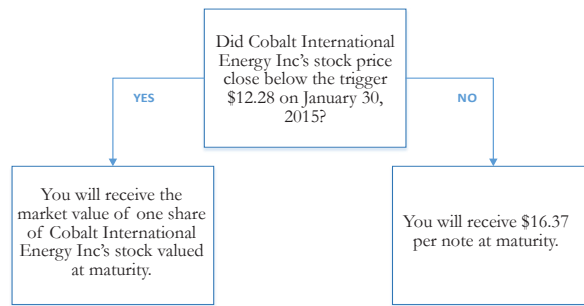 Did Cobalt International
Energy Inc's stock price
close below the trigger
$12.28 on January 30,
2015?
YES
NO
You will receive the
market value of one share
of Cobalt International
Energy Inc's stock valued
at maturity.
You will receive $16.37
per note at maturity.